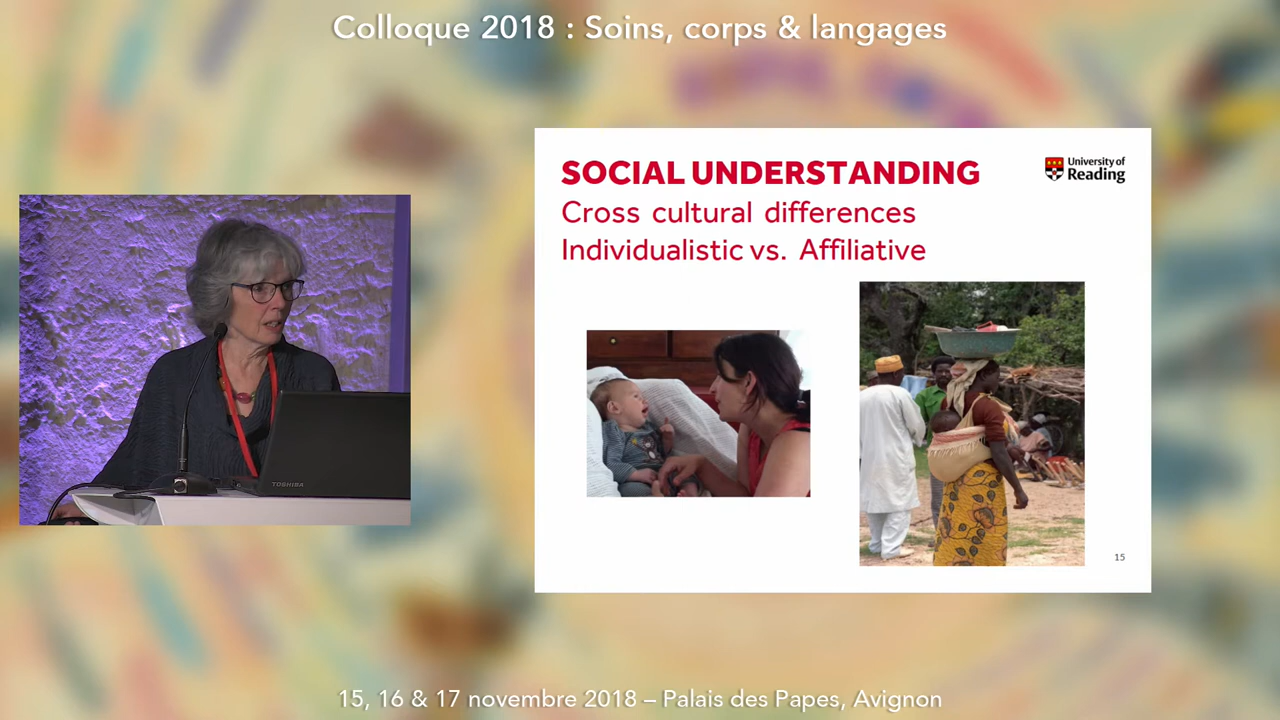 Colloque 2018 : Soins, corps & langages
SOCIAL UNDERSTANDING
Cross cultural differences
Individualistic vs. Affiliative
University of
Reading
15
TOSHIBA
15, 16 & 17 novembre 2018 – Palais des Papes, Avignon